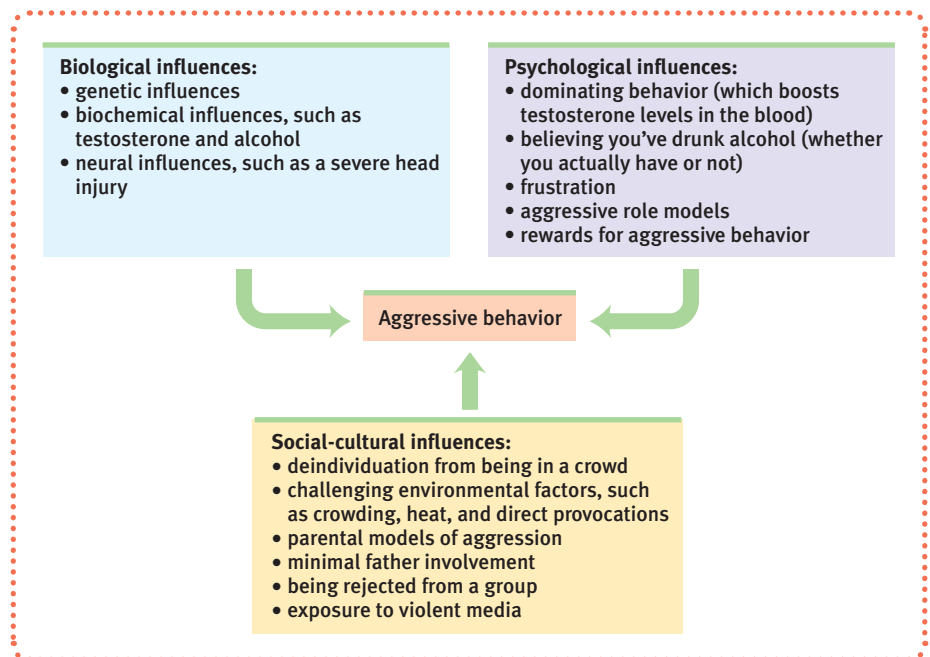 Biological influences:
• genetic influences
• biochemical influences, such as
testosterone and alcohol
• neural influences, such as a severe head
injury
Psychological influences:
• dominating behavior (which boosts
testosterone levels in the blood)
• believing you've drunk alcohol (whether
you actually have or not)
• frustration
• aggressive role models
• rewards for aggressive behavior
Aggressive behavior
Social-cultural influences:
• deindividuation from being in a crowd
• challenging environmental factors, such
as crowding, heat, and direct provocations
• parental models of aggression
• minimal father involvement
• being rejected from a group
• exposure to violent media